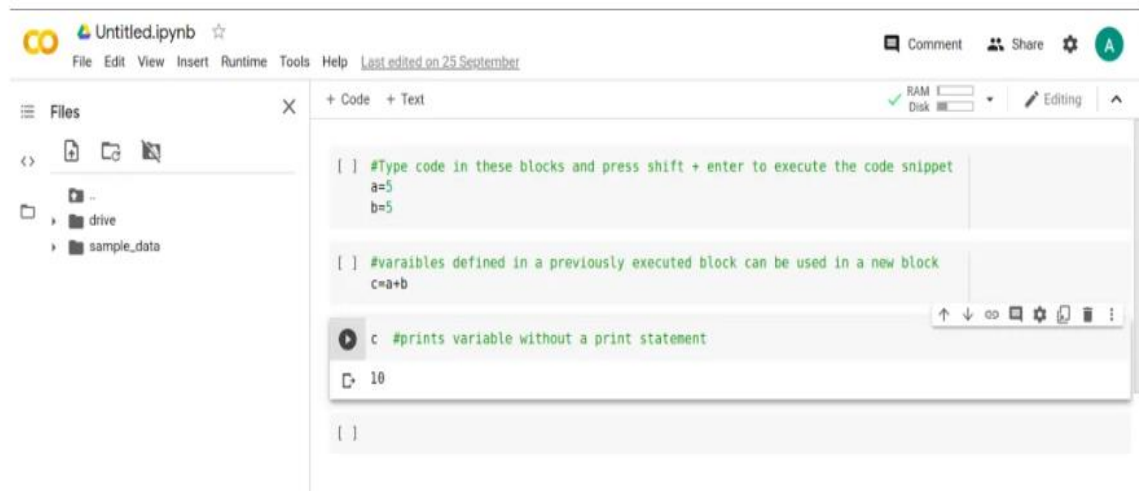 CO
Untitled.ipynb
File Edit View Insert Runtime Tools Help Last edited on 25 September
Comment Share A
Files
+ Code + Text
RAM
Disk
Editing
..
drive
sample_data
[ ] #Type code in these blocks and press shift + enter to execute the code snippet
a=5
b=5
[ ] #varaibles defined in a previously executed block can be used in a new block
c=a+b
c #prints variable without a print statement
10
[ ]